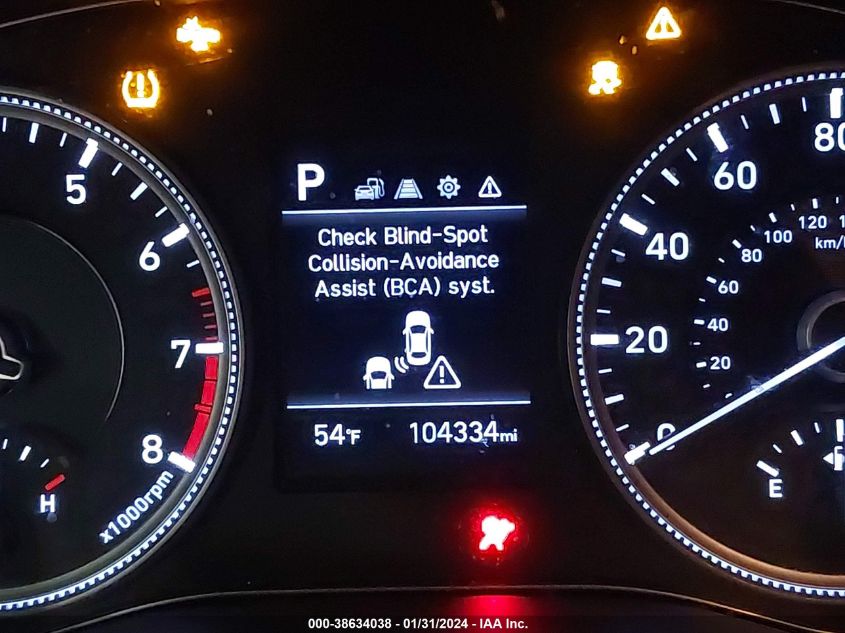 P
Check Blind-Spot
Collision-Avoidance
Assist (BCA) syst.
54°F 104334mi
5
6
7
8
x1000rpm
H
80
60
40
20
0
120
100
80
60
40
20
E
000-38634038 - 01/31/2024 - IAA Inc.